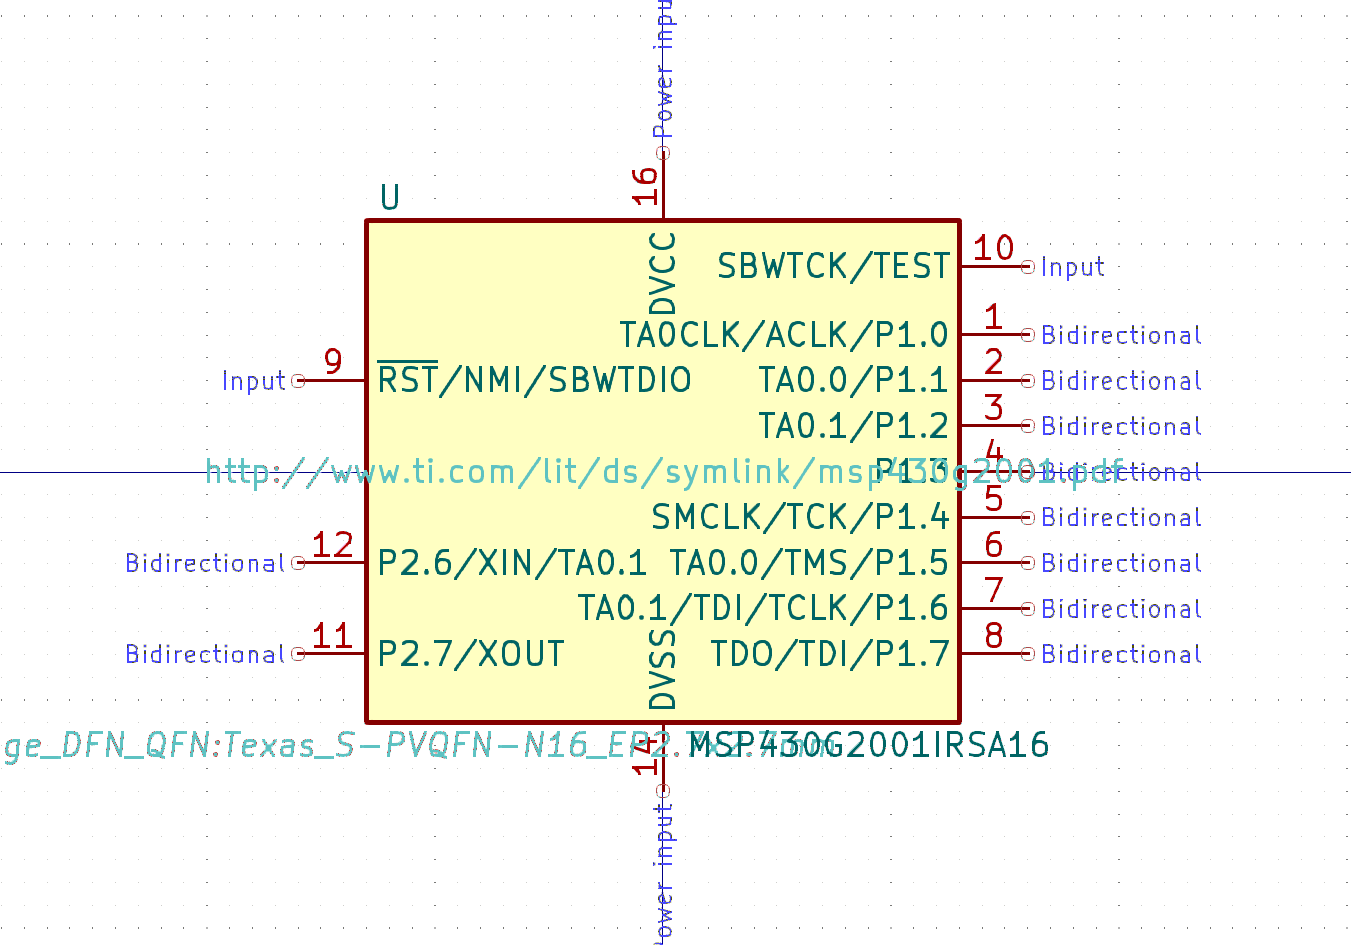 Power input
16
U
DVCC
10
SBWTCK/TEST
Input
1
TA0CLK/ACLK/P1.0
Bidirectional
9
Input
RST/NMI/SBWTDIO
2
TA0.0/P1.1
Bidirectional
3
TA0.1/P1.2
Bidirectional
4
P1.3
Bidirectional
http://www.ti.com/lit/ds/symlink/msp430g2001.pdf
5
SMCLK/TCK/P1.4
Bidirectional
12
Bidirectional
P2.6/XIN/TA0.1
6
TA0.0/TMS/P1.5
Bidirectional
7
TA0.1/TDI/TCLK/P1.6
Bidirectional
11
Bidirectional
P2.7/XOUT
8
TDO/TDI/P1.7
Bidirectional
DVSS
ge_DFN_QFN:Texas_S-PVQFN-N16_EP2.7x2.7mm
MSP430G2001IRSA16
14
ower input